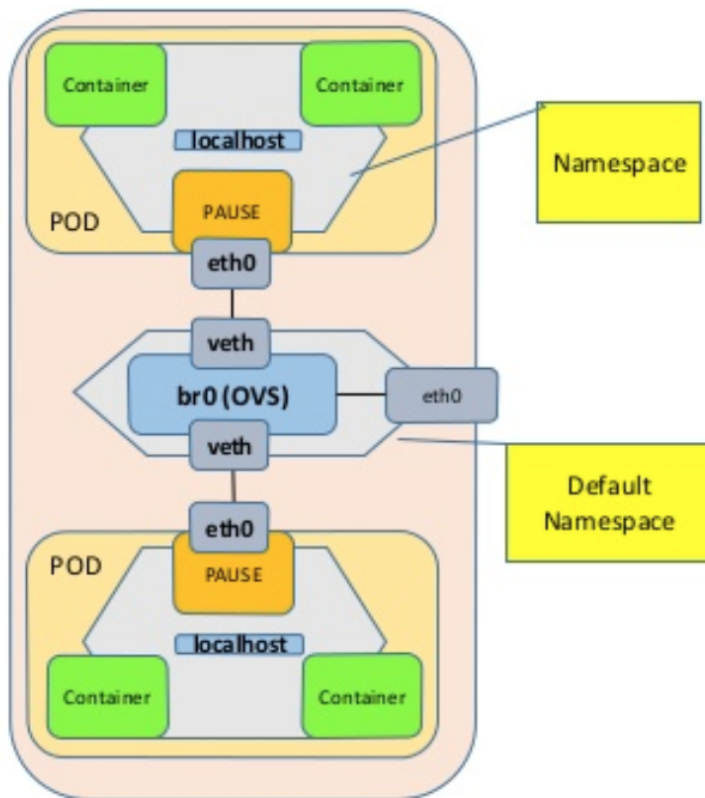 Container
Container
localhost
Namespace
PAUSE
POD
eth0
veth
br0 (OVS)
eth0
veth
Default
Namespace
eth0
POD
PAUSE
localhost
Container
Container